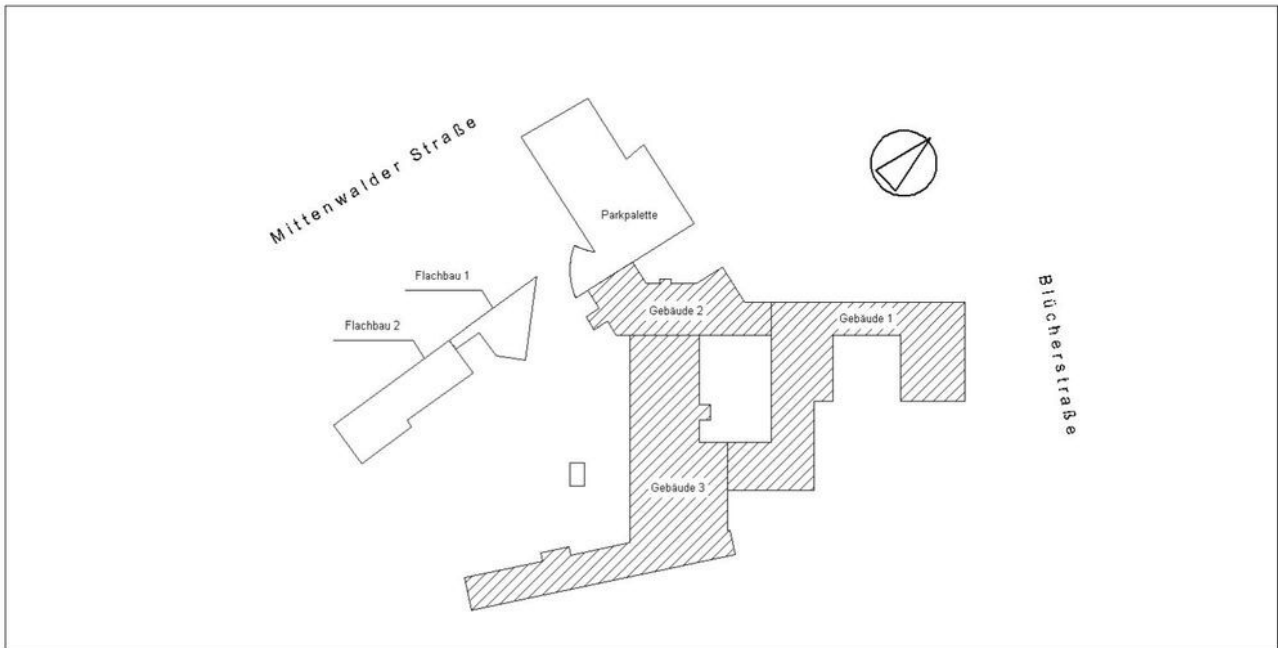 Mittenwalder Straße
Parkpalette
Flachbau 1
Flachbau 2
Gebäude 2
Gebäude 1
Blücherstraße
Gebäude 3